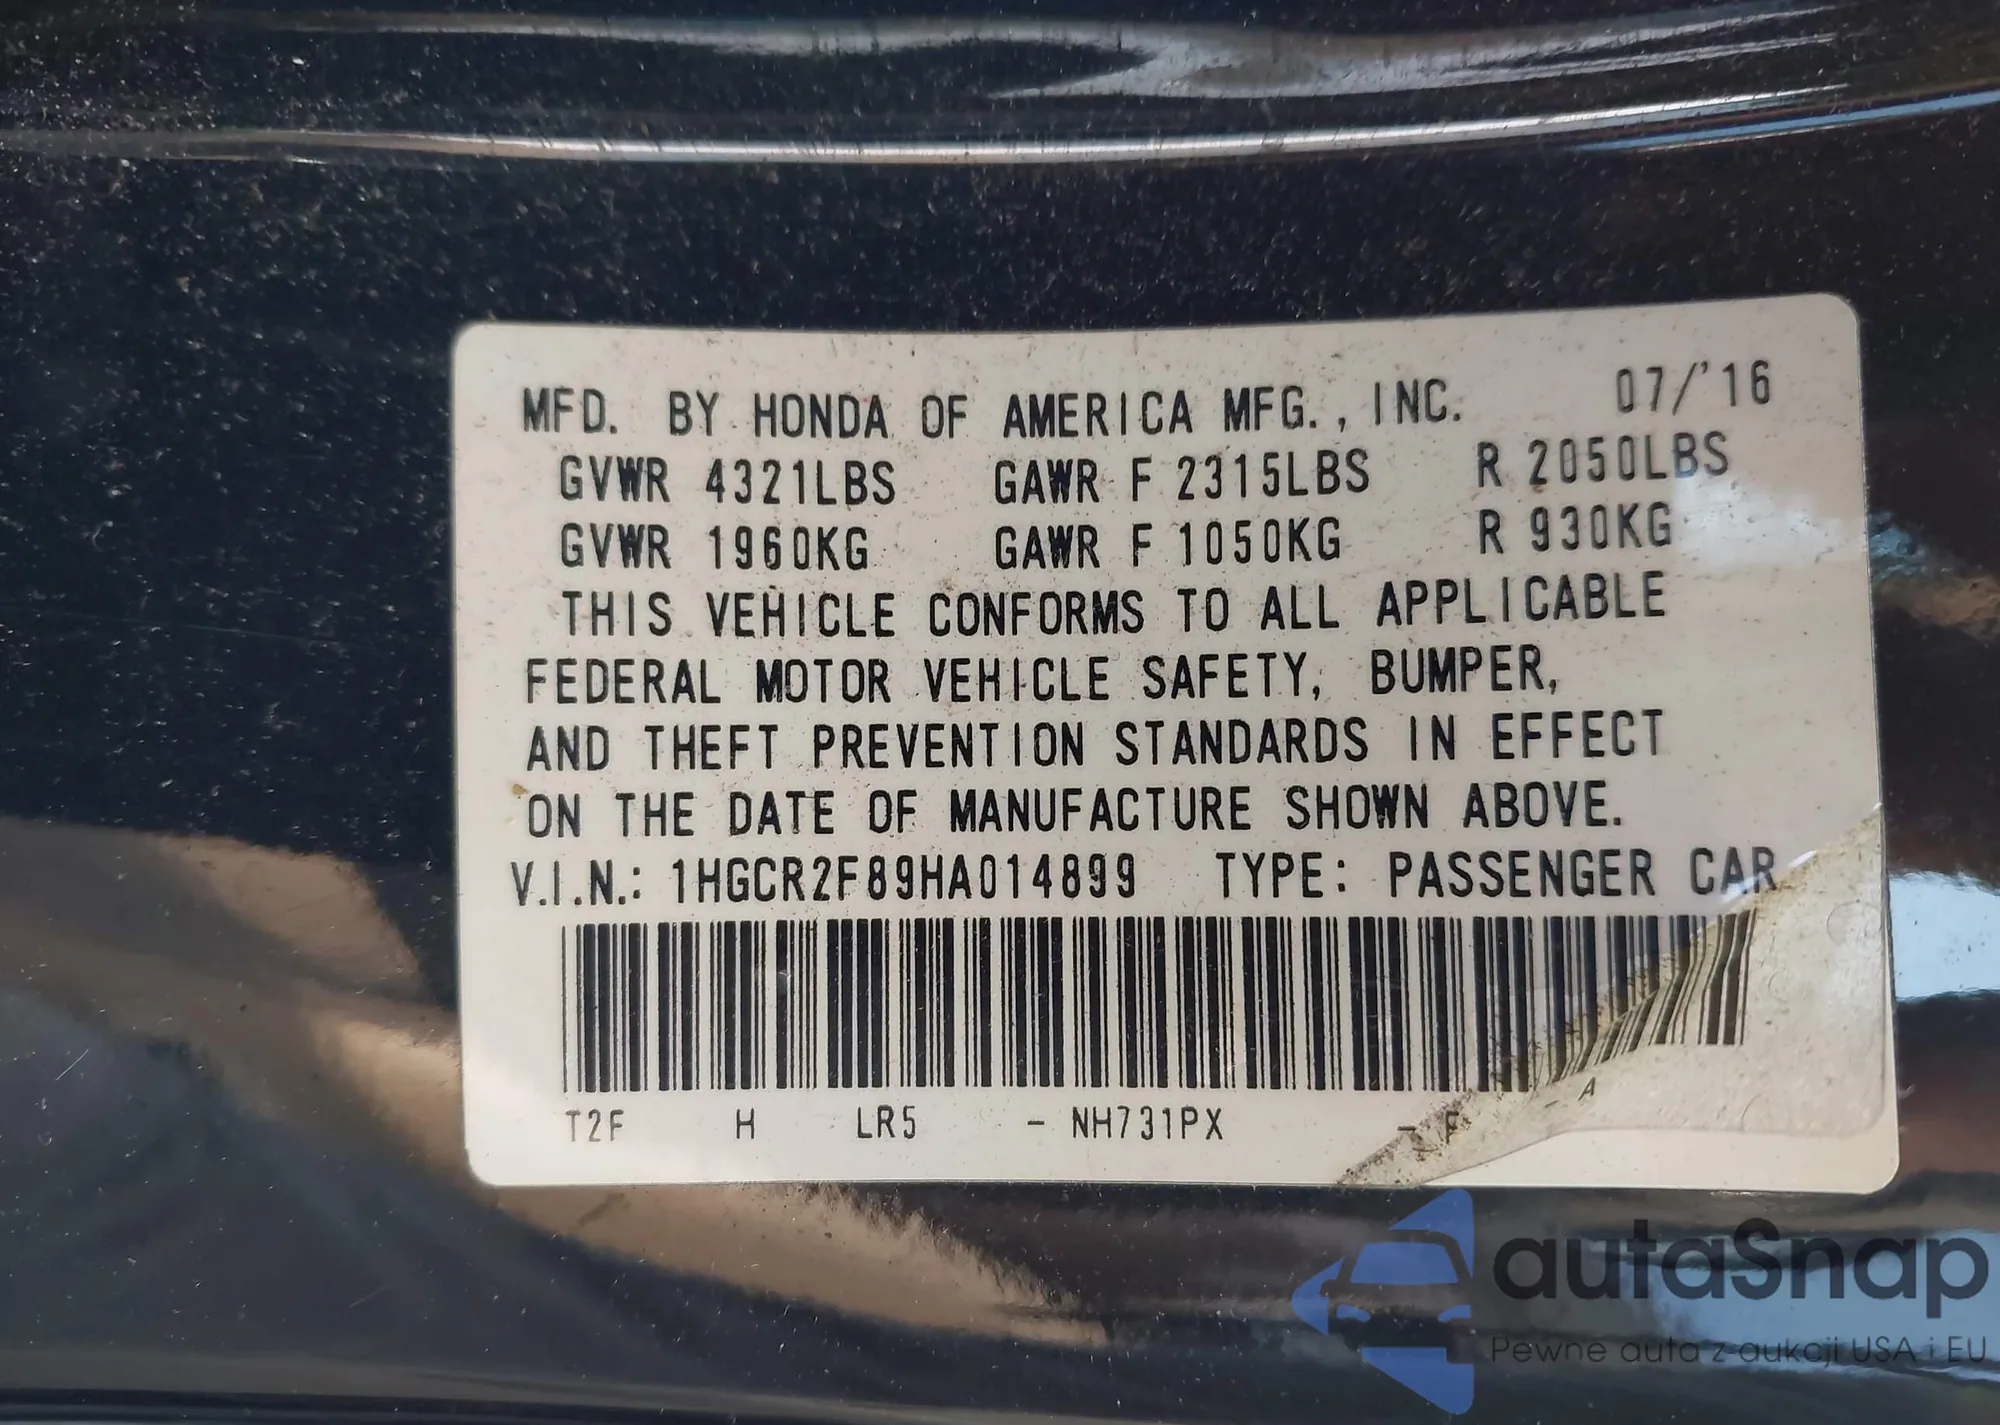 MFD. BY HONDA OF AMERICA MFG., INC. 07/'16
GVWR 4321LBS GAWR F 2315LBS R 2050LBS
GVWR 1960KG GAWR F 1050KG R 930KG
THIS VEHICLE CONFORMS TO ALL APPLICABLE
FEDERAL MOTOR VEHICLE SAFETY, BUMPER,
AND THEFT PREVENTION STANDARDS IN EFFECT
ON THE DATE OF MANUFACTURE SHOWN ABOVE.
V.I.N.: 1HGCR2F89HA014899 TYPE: PASSENGER CAR
T2F H LR5 - NH731PX - - A
autaSnap
Pewne auta z aukcji USA i EU